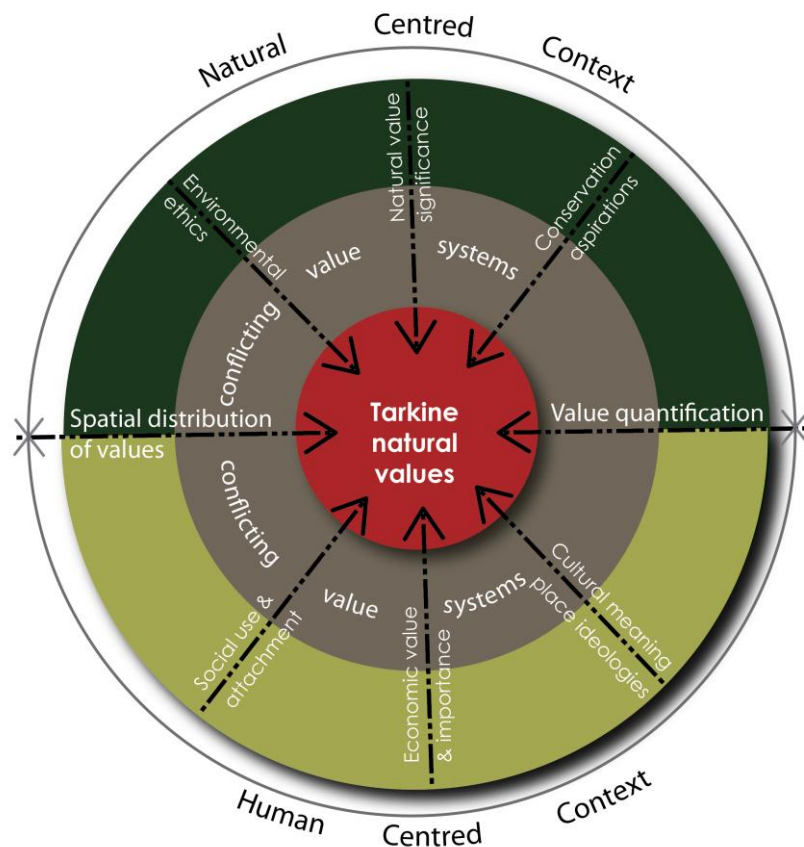 Natural Centred Context
Natural value
significance
Environmental
ethics
Conservation
aspirations
conflicting value systems
Spatial distribution
of values
Tarkine
natural
values
Value quantification
conflicting value systems
Social use &
attachment
Economic value
& importance
Cultural meaning
place ideologies
Human Centred Context